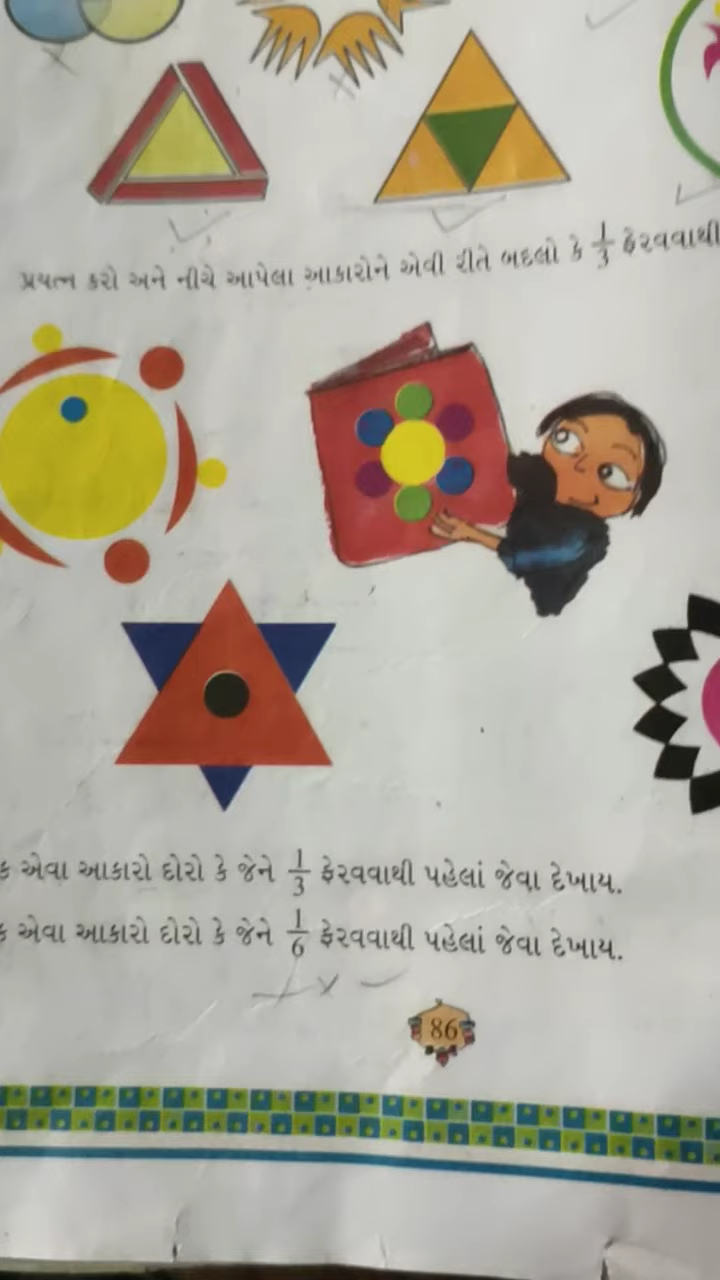 પ્રયત્ન કરો અને નીચે આપેલા આકારોને એવી રીતે બદલો કે 1/3 ફેરવવાથી
ક એવા આકારો દોરો કે જેને 1/3 ફેરવવાથી પહેલાં જેવા દેખાય.
ક એવા આકારો દોરો કે જેને 1/6 ફેરવવાથી પહેલાં જેવા દેખાય.
86